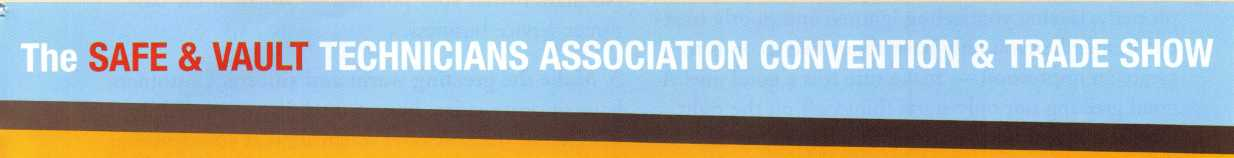 The SAFE & VAULT TECHNICIANS ASSOCIATION CONVENTION & TRADE SHOW